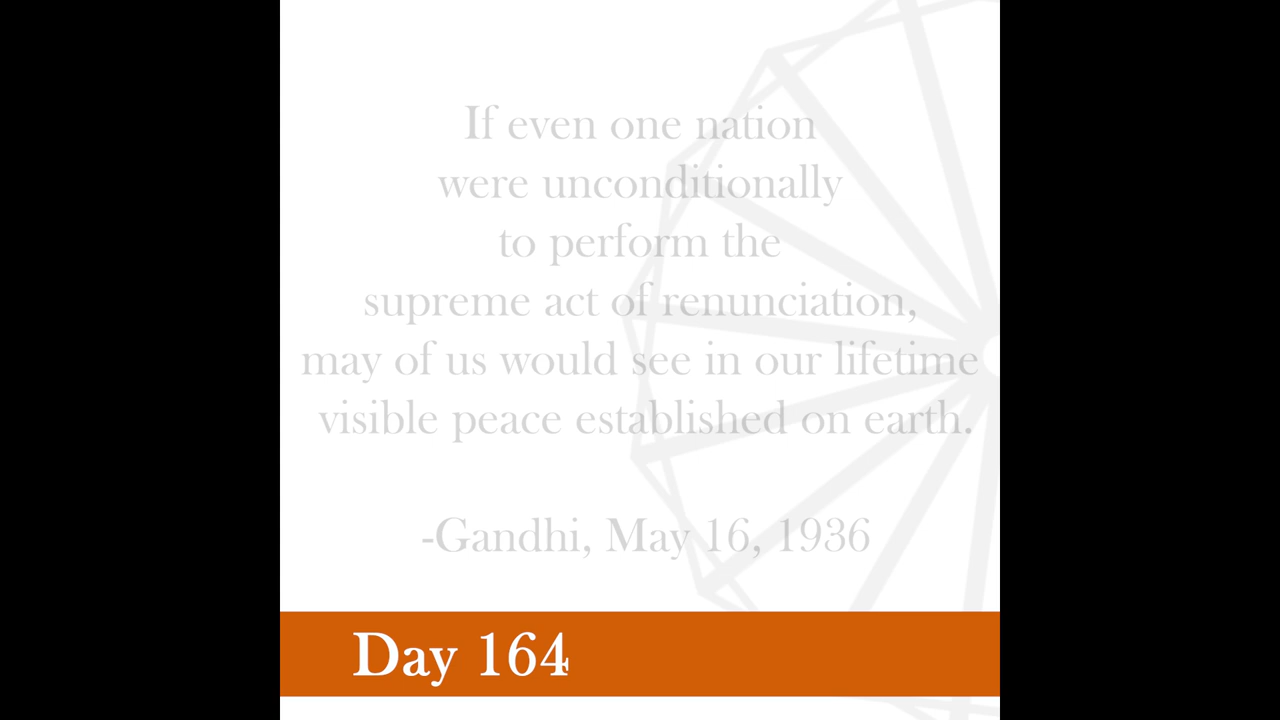 If even one nation
were unconditionally
to perform the
supreme act of renunciation,
may of us would see in our lifetime
visible peace established on earth.
-Gandhi, May 16, 1936
Day 164